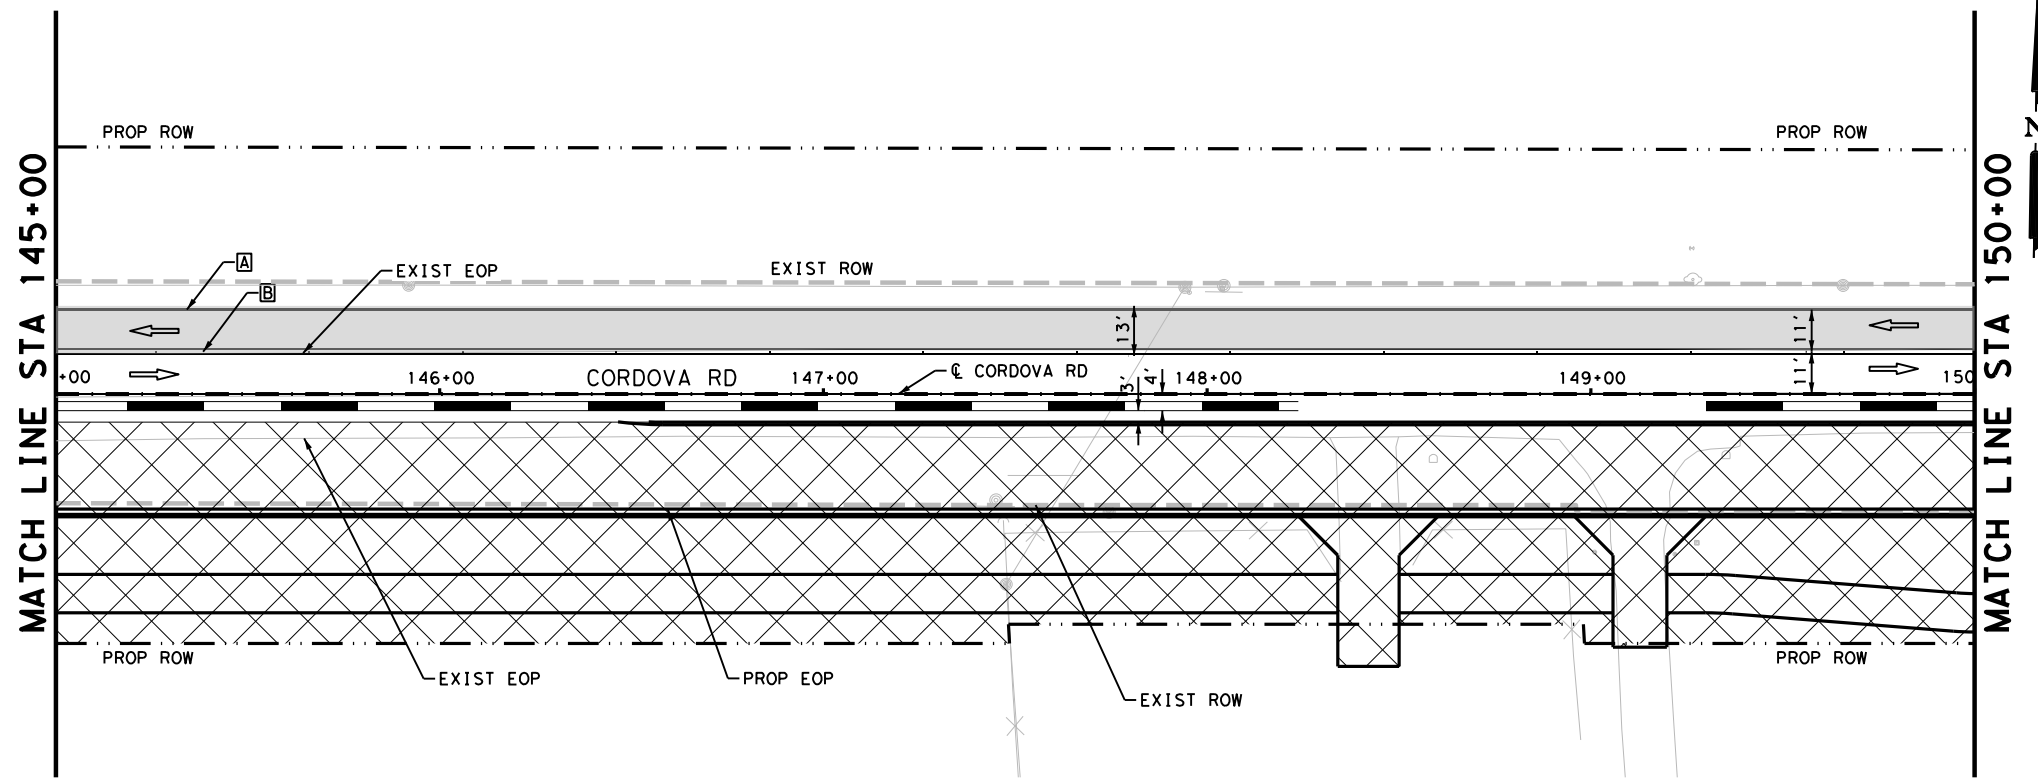 PROP ROW
PROP ROW
N
MATCH LINE STA 145+00
MATCH LINE STA 150+00
A
B
EXIST EOP
EXIST ROW
13'
11'
11'
+00
146+00
CORDOVA RD
147+00
℄ CORDOVA RD
3'
4'
148+00
149+00
150
PROP ROW
PROP ROW
EXIST EOP
PROP EOP
EXIST ROW